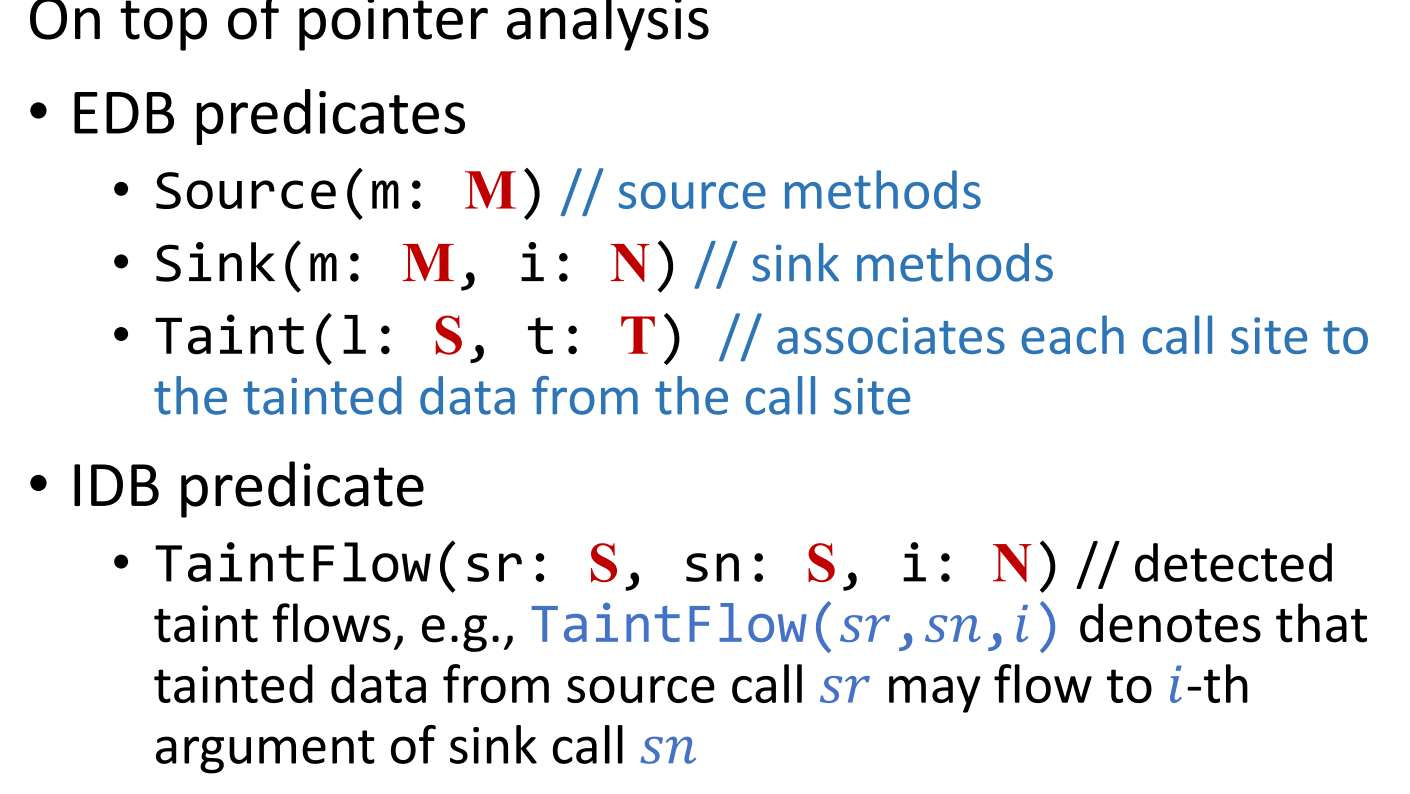 On top of pointer analysis
• EDB predicates
• Source(m: M) // source methods
• Sink(m: M, i: N) // sink methods
• Taint(l: S, t: T) // associates each call site to
the tainted data from the call site
• IDB predicate
• TaintFlow(sr: S, sn: S, i: N) // detected
taint flows, e.g., TaintFlow(sr,sn,i) denotes that
tainted data from source call sr may flow to i-th
argument of sink call sn